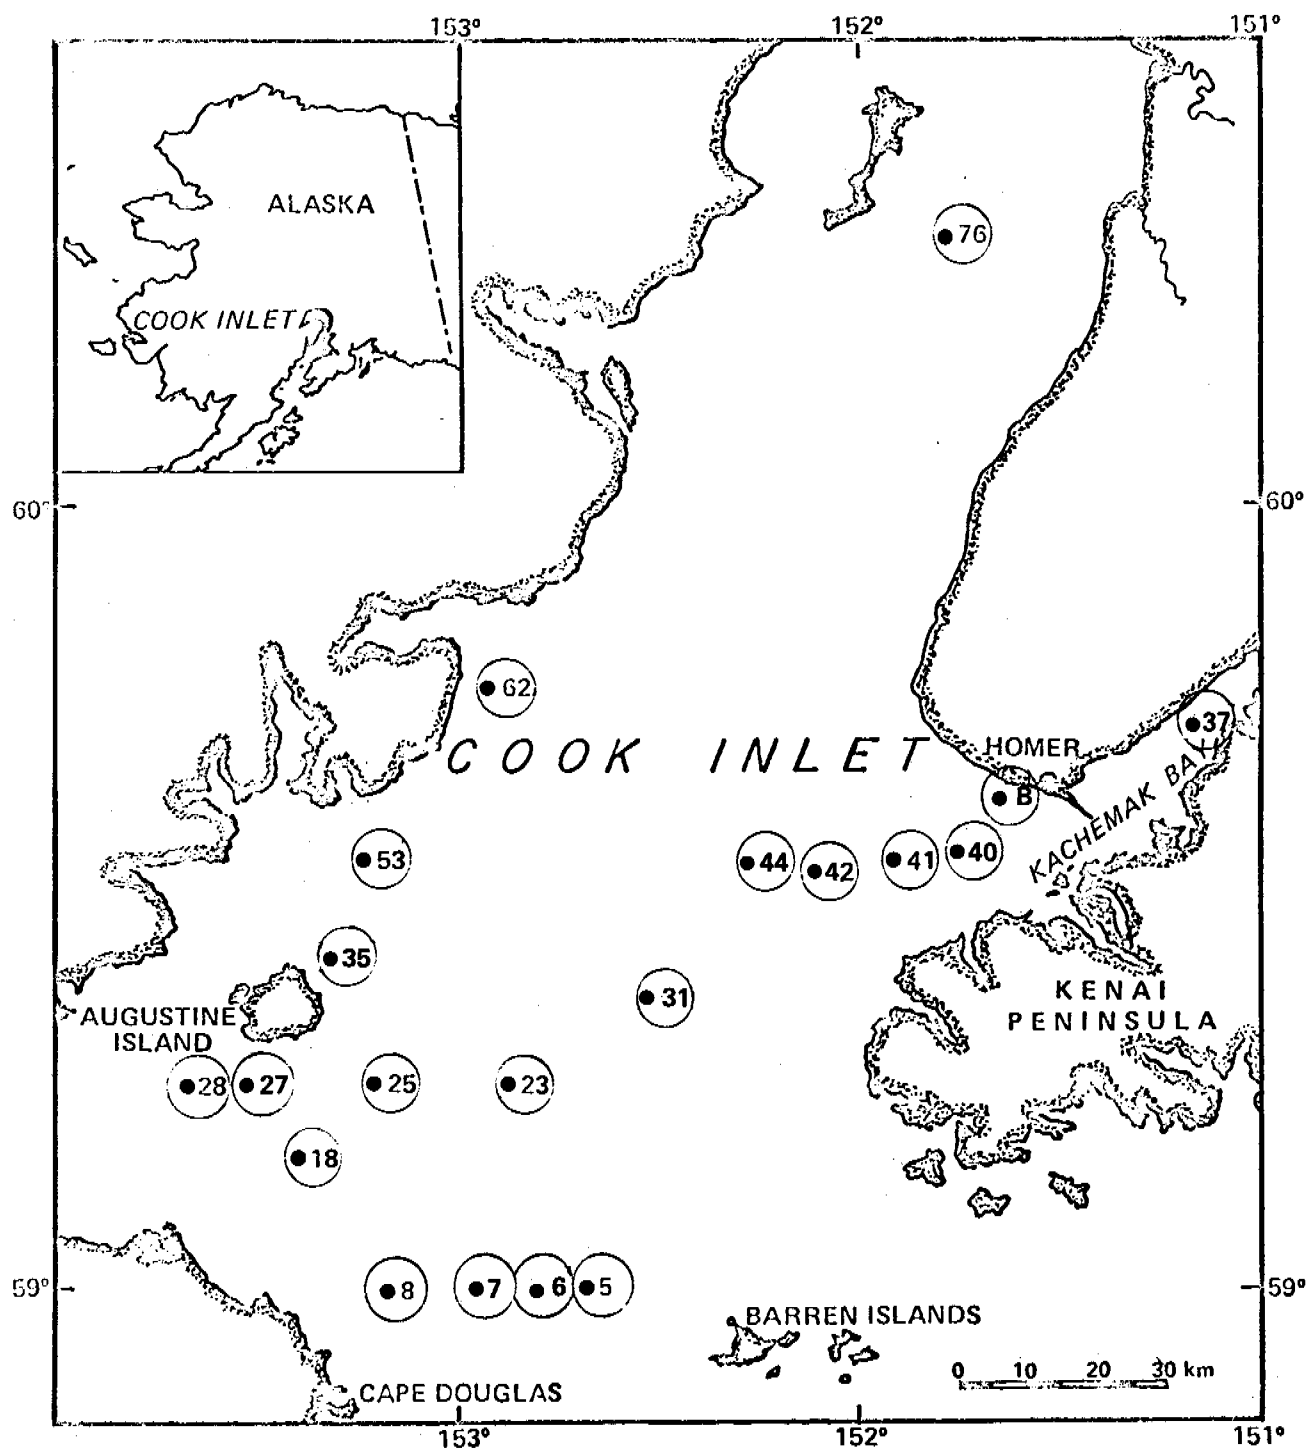 153° 152° 151°
ALASKA
COOK INLET
76
60° 60°
62
37
COOK INLET
HOMER
B
KACHEMAK BAY
53
44 42 41 40
35
31
KENAI
PENINSULA
AUGUSTINE
ISLAND
28 27 25 23
18
59° 8 7 6 5 59°
BARREN ISLANDS
0 10 20 30 km
CAPE DOUGLAS
153° 152° 151°